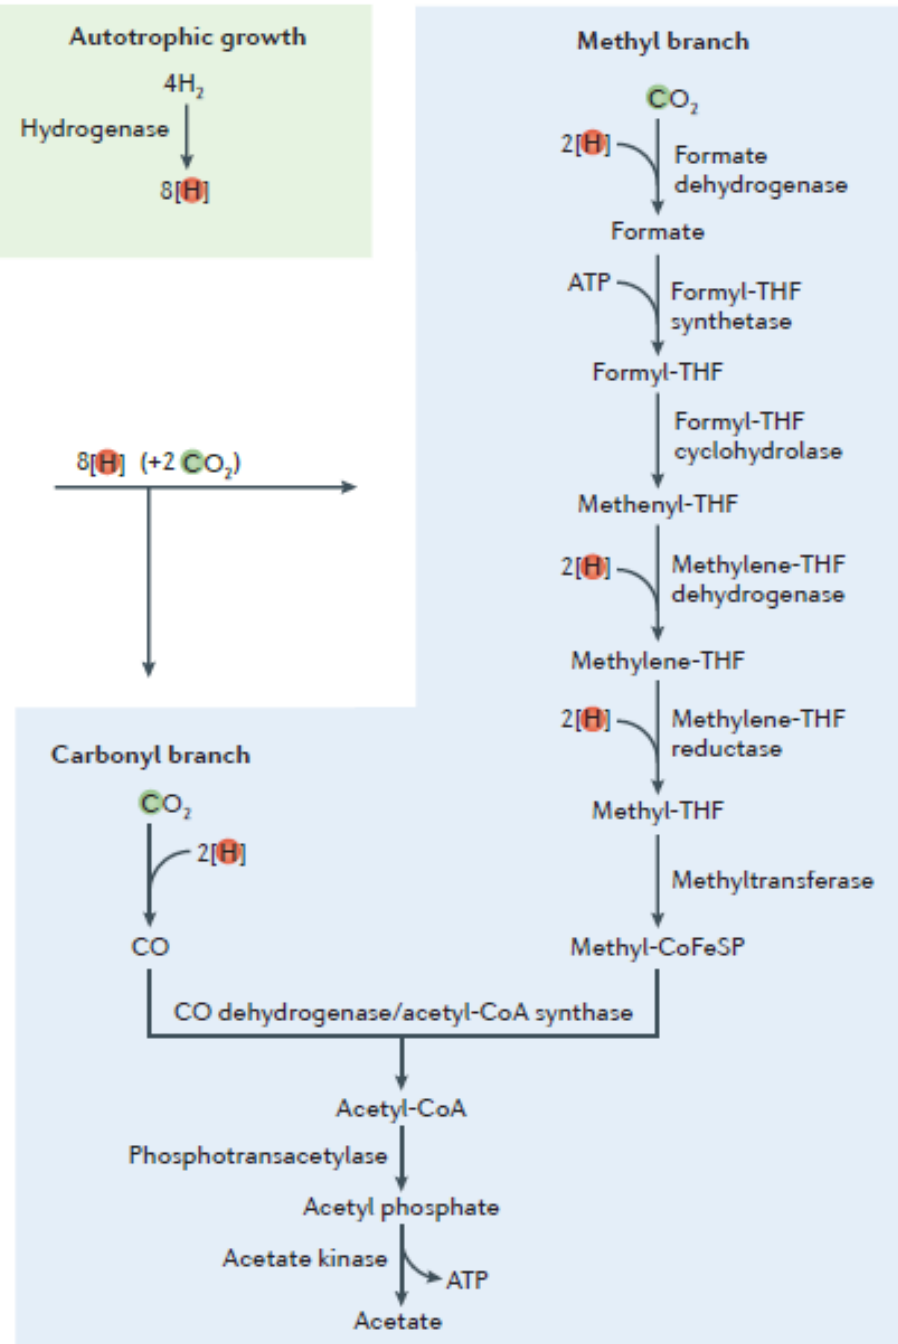 Autotrophic growth
4H₂
Hydrogenase
8[H]
8[H] (+2 CO₂)
Methyl branch
CO₂
2[H]
Formate
dehydrogenase
Formate
ATP
Formyl-THF
synthetase
Formyl-THF
Formyl-THF
cyclohydrolase
Methenyl-THF
2[H]
Methylene-THF
dehydrogenase
Methylene-THF
2[H]
Methylene-THF
reductase
Methyl-THF
Methyltransferase
Methyl-CoFeSP
Carbonyl branch
CO₂
2[H]
CO
CO dehydrogenase/acetyl-CoA synthase
Acetyl-CoA
Phosphotransacetylase
Acetyl phosphate
Acetate kinase
ATP
Acetate